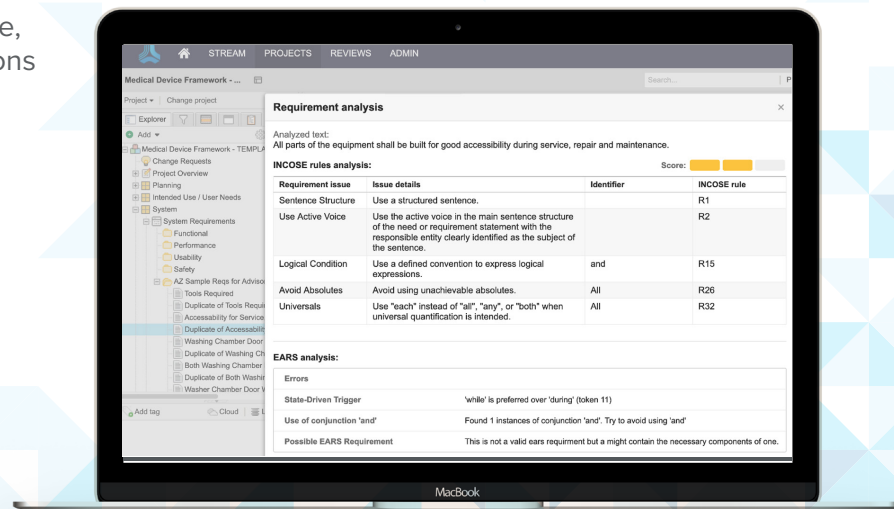 e,
ons
STREAM PROJECTS REVIEWS ADMIN
Medical Device Framework - ...
Search...
P
Project Change project
Explorer
Add
Medical Device Framework - TEMPLA
Change Requests
Project Overview
Planning
Intended Use / User Needs
System
System Requirements
Functional
Performance
Usability
Safety
AZ Sample Reqs for Adviso
Tools Required
Duplicate of Tools Requi
Accessability for Service
Duplicate of Accessabilit
Washing Chamber Door
Duplicate of Washing Ch
Both Washing Chamber
Duplicate of Both Washin
Washer Chamber Door W
Add tag Cloud L
Requirement analysis
Analyzed text:
All parts of the equipment shall be built for good accessibility during service, repair and maintenance.
INCOSE rules analysis: Score:
Requirement issue Issue details Identifier INCOSE rule
Sentence Structure Use a structured sentence. R1
Use Active Voice Use the active voice in the main sentence structure R2
of the need or requirement statement with the
responsible entity clearly identified as the subject of
the sentence.
Logical Condition Use a defined convention to express logical and R15
expressions.
Avoid Absolutes Avoid using unachievable absolutes. All R26
Universals Use "each" instead of "all", "any", or "both" when All R32
universal quantification is intended.
EARS analysis:
Errors
State-Driven Trigger 'while' is preferred over 'during' (token 11)
Use of conjunction 'and' Found 1 instances of conjunction 'and'. Try to avoid using 'and'
Possible EARS Requirement This is not a valid ears requirment but a might contain the necessary components of one.
MacBook